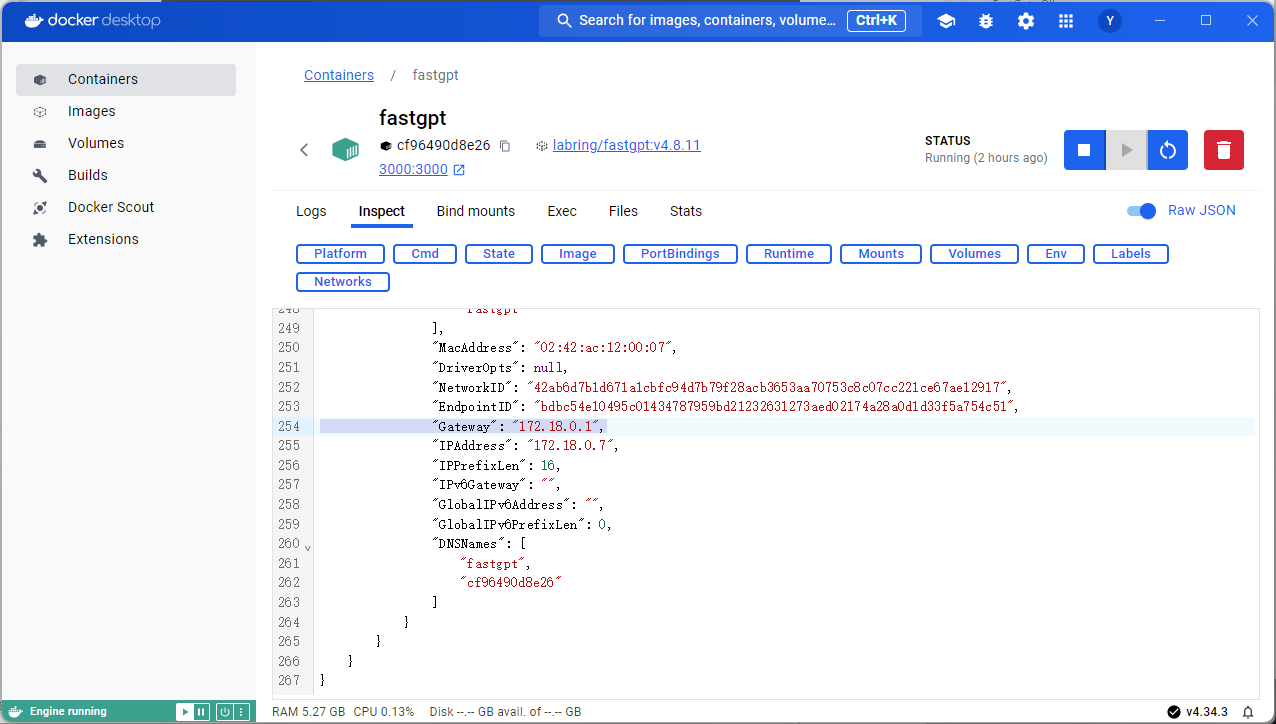 docker desktop
Search for images, containers, volume... Ctrl+K
Y
Containers
Images
Volumes
Builds
Docker Scout
Extensions
Containers / fastgpt
fastgpt
cf96490d8e26 labring/fastgpt:v4.8.11
3000:3000
STATUS
Running (2 hours ago)
Logs Inspect Bind mounts Exec Files Stats
Raw JSON
Platform Cmd State Image PortBindings Runtime Mounts Volumes Env Labels
Networks
248 "fastgpt"
249 ],
250 "MacAddress": "02:42:ac:12:00:07",
251 "DriverOpts": null,
252 "NetworkID": "42ab6d7b1d671a1cbfc94d7b79f28acb3653aa70753c8c07cc221ce67ae12917",
253 "EndpointID": "bdbc54e10495c01434787959bd21232631273aed02174a28a0d1d33f5a754c51",
254 "Gateway": "172.18.0.1",
255 "IPAddress": "172.18.0.7",
256 "IPPrefixLen": 16,
257 "IPv6Gateway": "",
258 "GlobalIPv6Address": "",
259 "GlobalIPv6PrefixLen": 0,
260 "DNSNames": [
261 "fastgpt",
262 "cf96490d8e26"
263 ]
264 }
265 }
266 }
267 }
Engine running
RAM 5.27 GB CPU 0.13% Disk --.-- GB avail. of --.-- GB
v4.34.3